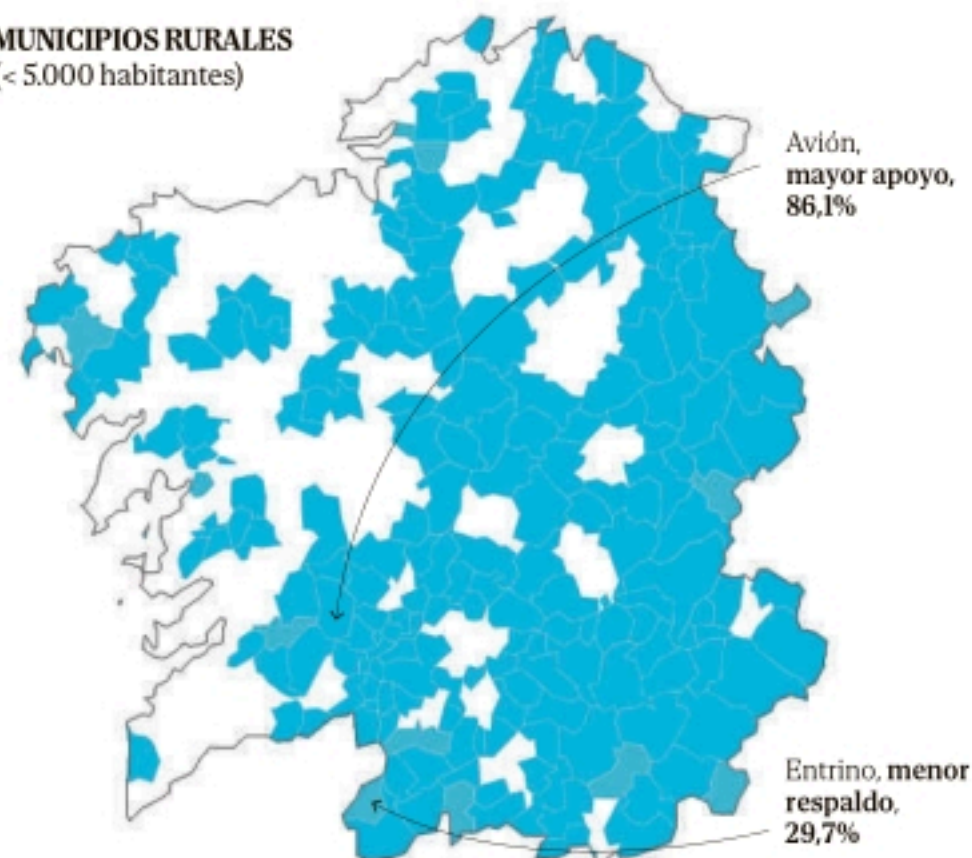 MUNICIPIOS RURALES
(< 5.000 habitantes)
Avión,
mayor apoyo,
86,1%
Entrino, menor
respaldo,
29,7%